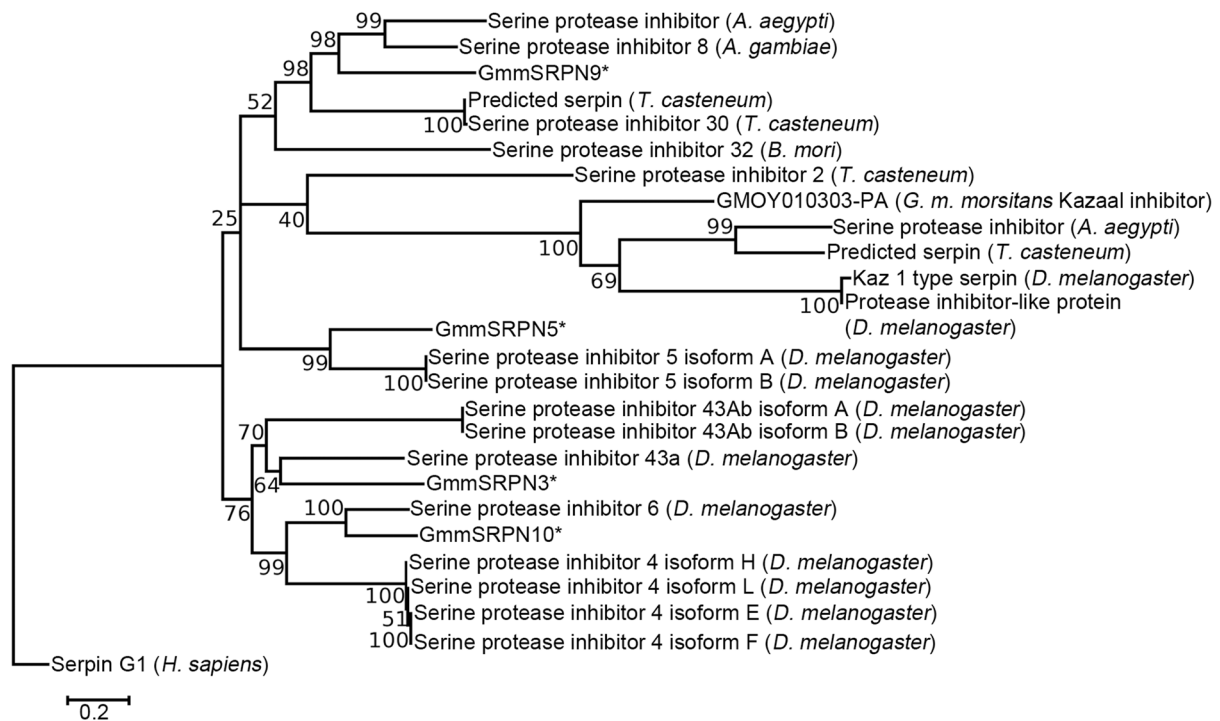 99
Serine protease inhibitor (A. aegypti)
98
Serine protease inhibitor 8 (A. gambiae)
98
GmmSRPN9*
52
Predicted serpin (T. casteneum)
100
Serine protease inhibitor 30 (T. casteneum)
Serine protease inhibitor 32 (B. mori)
Serine protease inhibitor 2 (T. casteneum)
25
40
GMOY010303-PA (G. m. morsitans Kazaal inhibitor)
100
99
Serine protease inhibitor (A. aegypti)
Predicted serpin (T. casteneum)
69
Kaz 1 type serpin (D. melanogaster)
100
Protease inhibitor-like protein
(D. melanogaster)
GmmSRPN5*
99
Serine protease inhibitor 5 isoform A (D. melanogaster)
100
Serine protease inhibitor 5 isoform B (D. melanogaster)
Serine protease inhibitor 43Ab isoform A (D. melanogaster)
70
Serine protease inhibitor 43Ab isoform B (D. melanogaster)
Serine protease inhibitor 43a (D. melanogaster)
64
GmmSRPN3*
76
100
Serine protease inhibitor 6 (D. melanogaster)
GmmSRPN10*
99
Serine protease inhibitor 4 isoform H (D. melanogaster)
100
Serine protease inhibitor 4 isoform L (D. melanogaster)
51
Serine protease inhibitor 4 isoform E (D. melanogaster)
100
Serine protease inhibitor 4 isoform F (D. melanogaster)
Serpin G1 (H. sapiens)
0.2